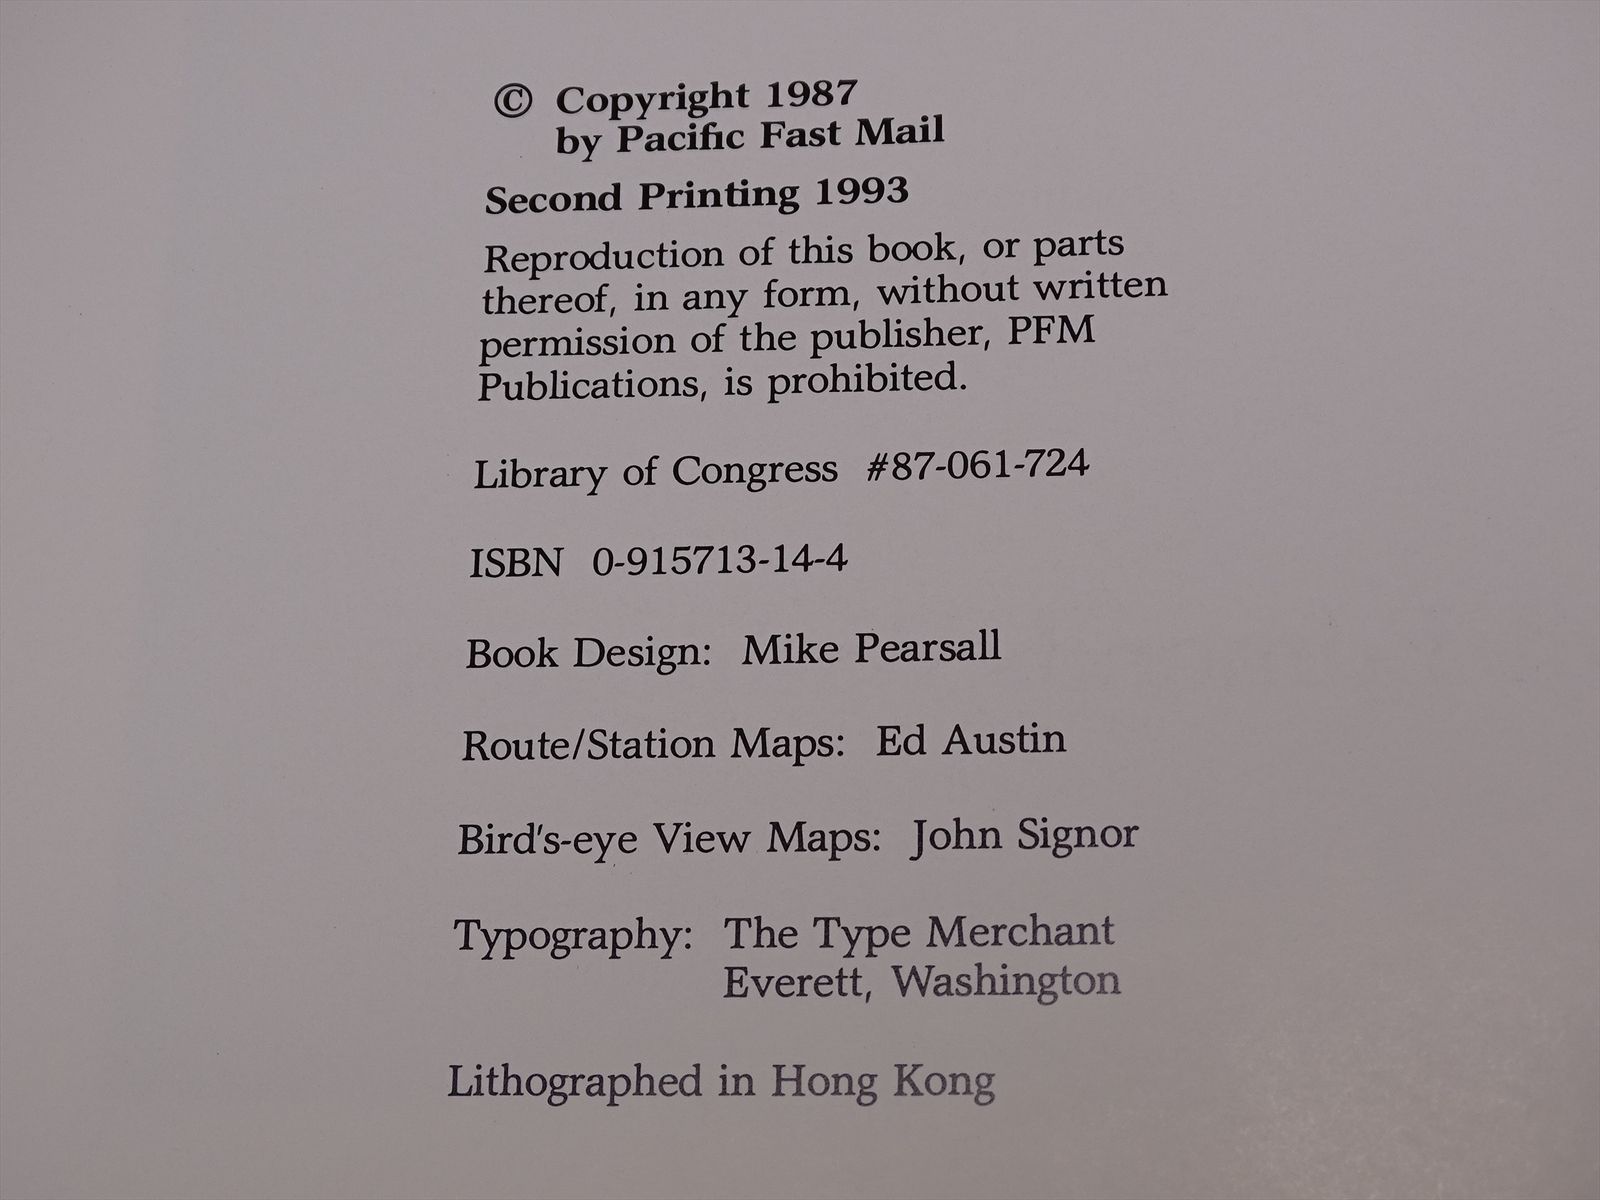 © Copyright 1987
by Pacific Fast Mail
Second Printing 1993
Reproduction of this book, or parts
thereof, in any form, without written
permission of the publisher, PFM
Publications, is prohibited.
Library of Congress #87-061-724
ISBN 0-915713-14-4
Book Design: Mike Pearsall
Route/Station Maps: Ed Austin
Bird's-eye View Maps: John Signor
Typography: The Type Merchant
Everett, Washington
Lithographed in Hong Kong